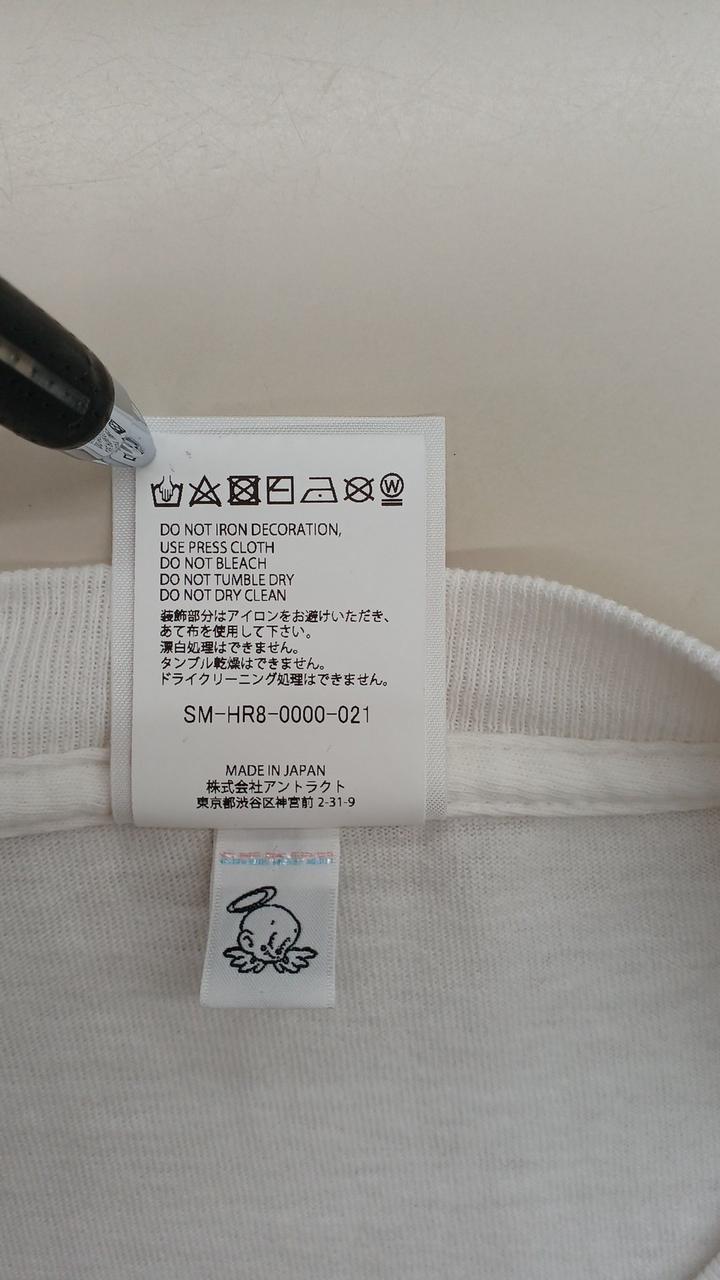 W
DO NOT IRON DECORATION,
USE PRESS CLOTH
DO NOT BLEACH
DO NOT TUMBLE DRY
DO NOT DRY CLEAN
装飾部分はアイロンをお避けいただき、
あて布を使用して下さい。
漂白処理はできません。
タンブル乾燥はできません。
ドライクリーニング処理はできません。
SM-HR8-0000-021
MADE IN JAPAN
株式会社アントラクト
東京都渋谷区神宮前 2-31-9